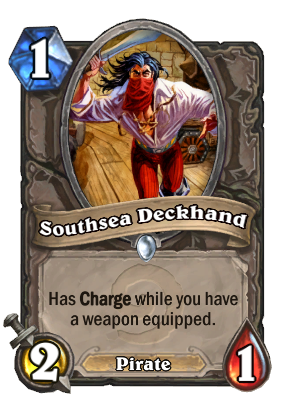 1
Southsea Deckhand
Has Charge while you have
a weapon equipped.
2
Pirate
1